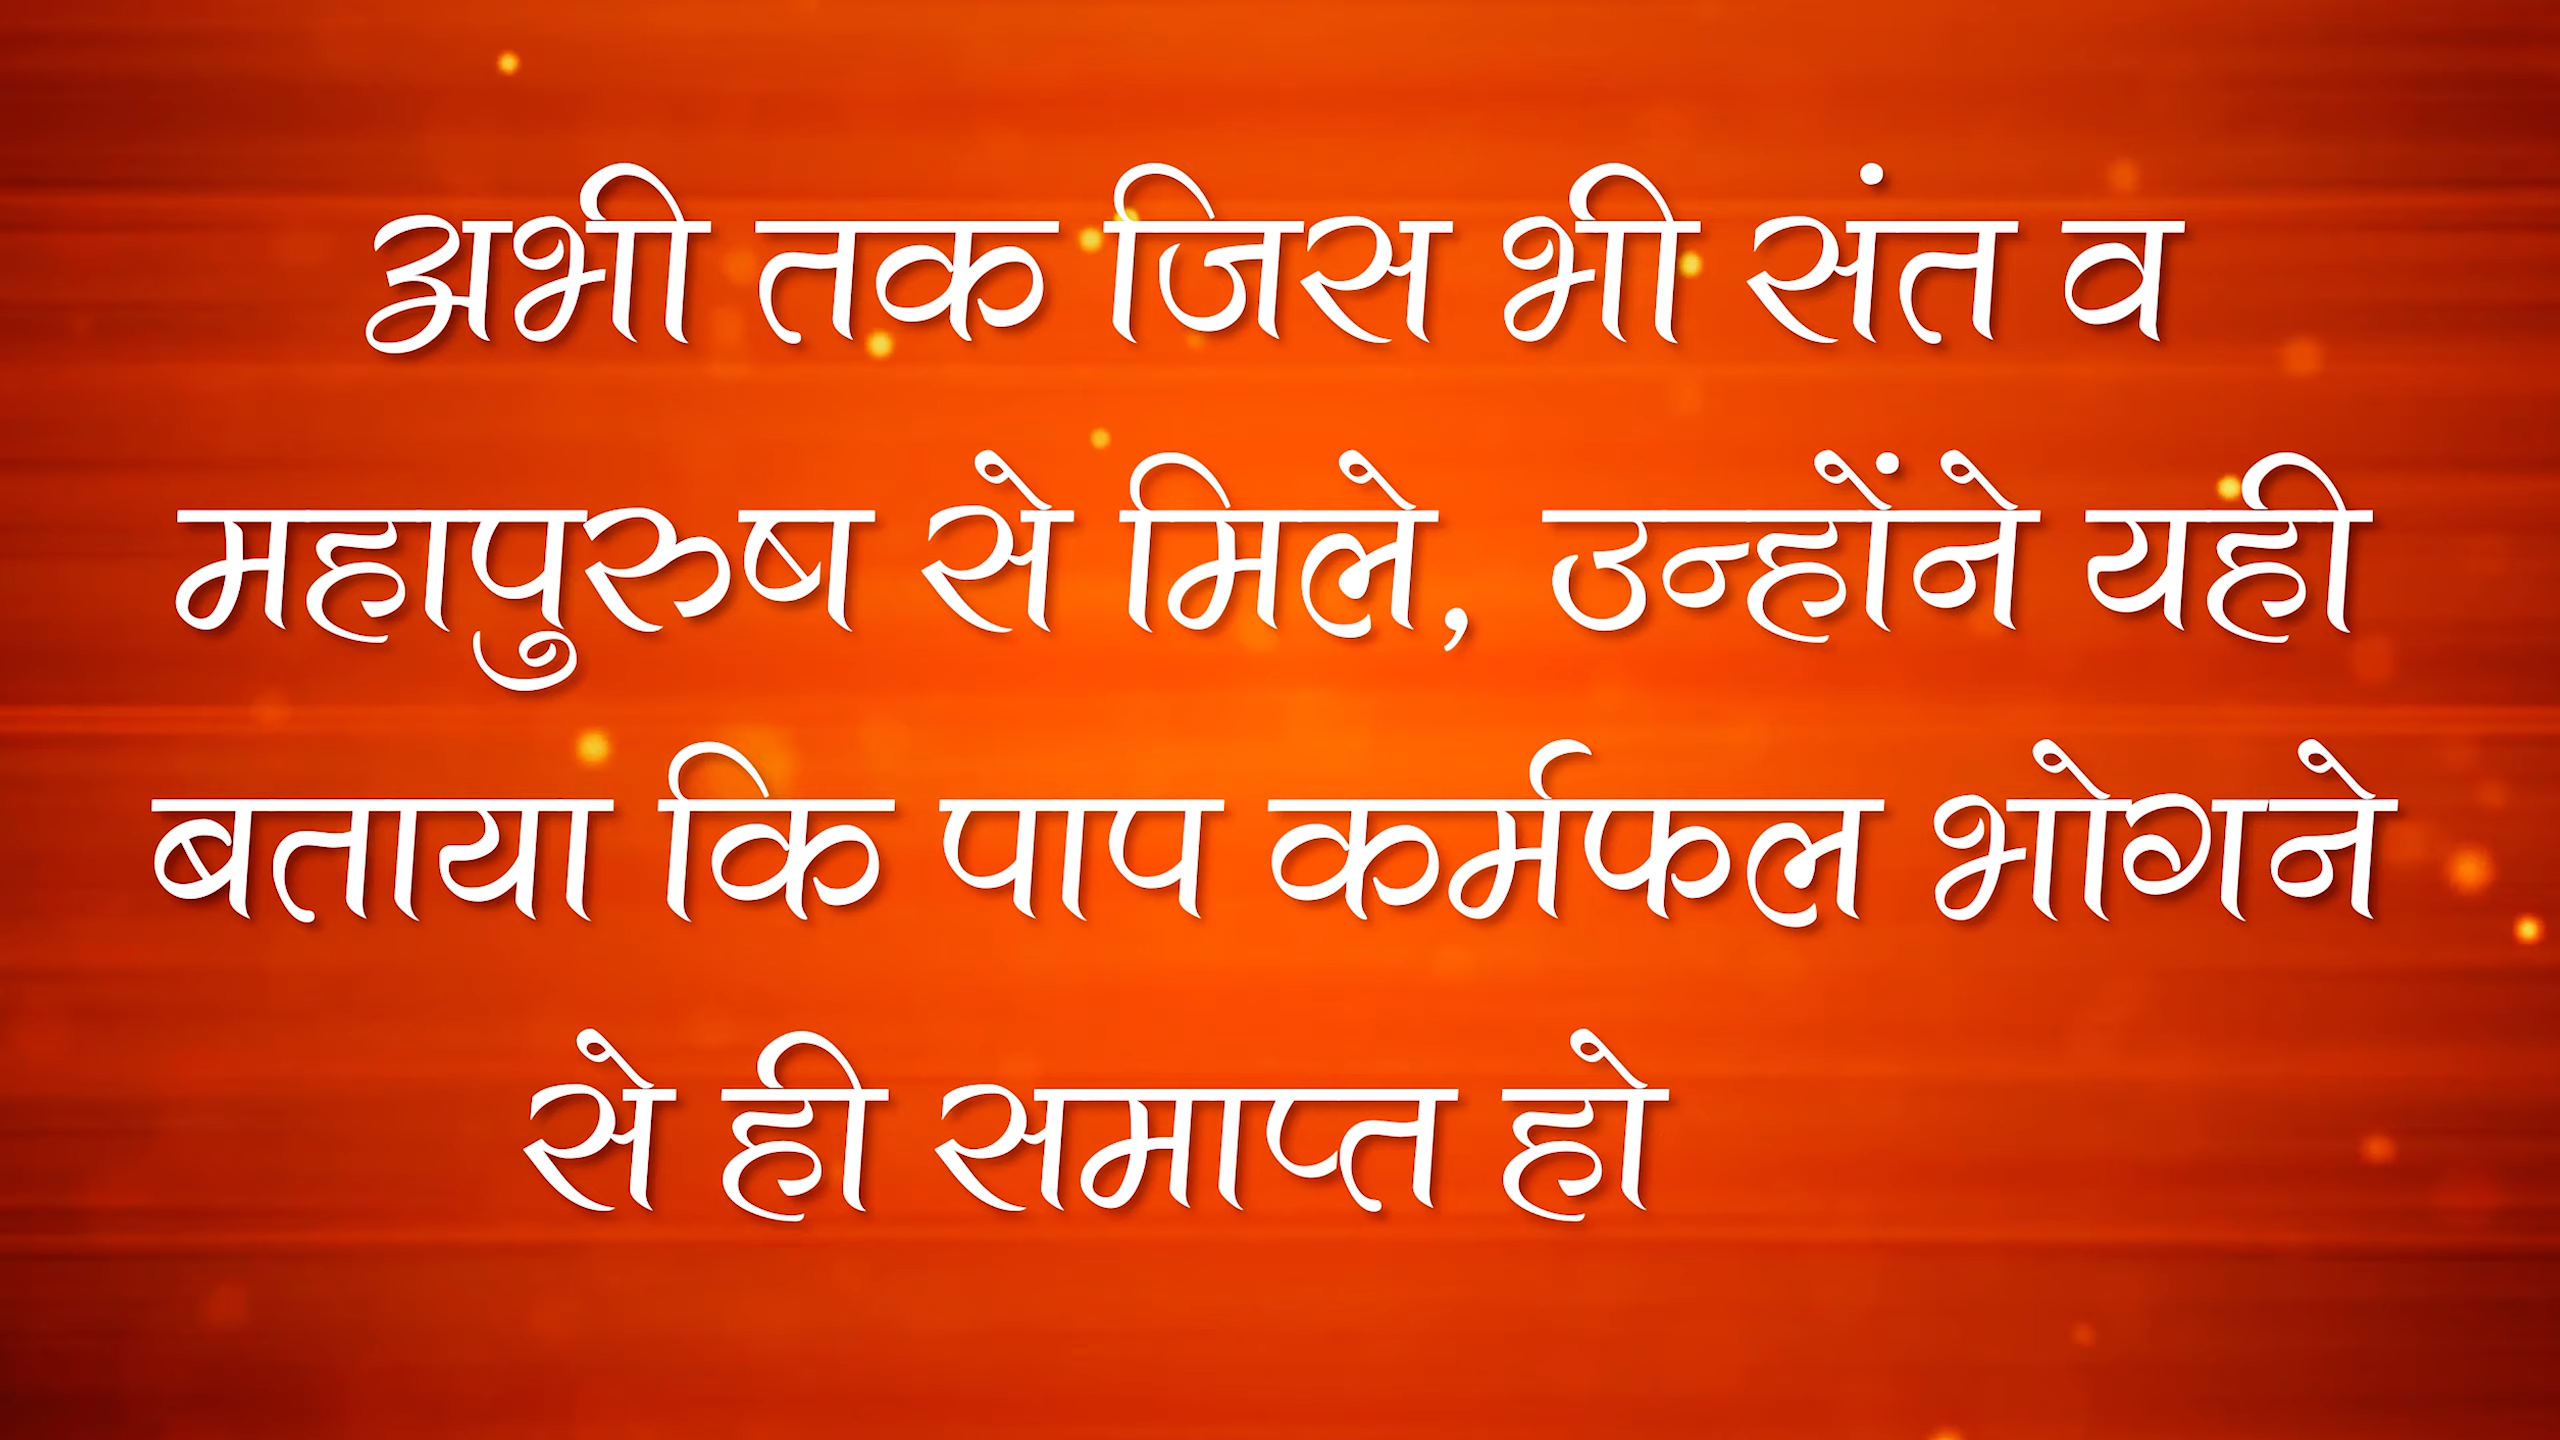 अभी तक जिस भी संत व
महापुरुष से मिले, उन्होंने यही
बताया कि पाप कर्मफल भोगने
से ही समाप्त हो